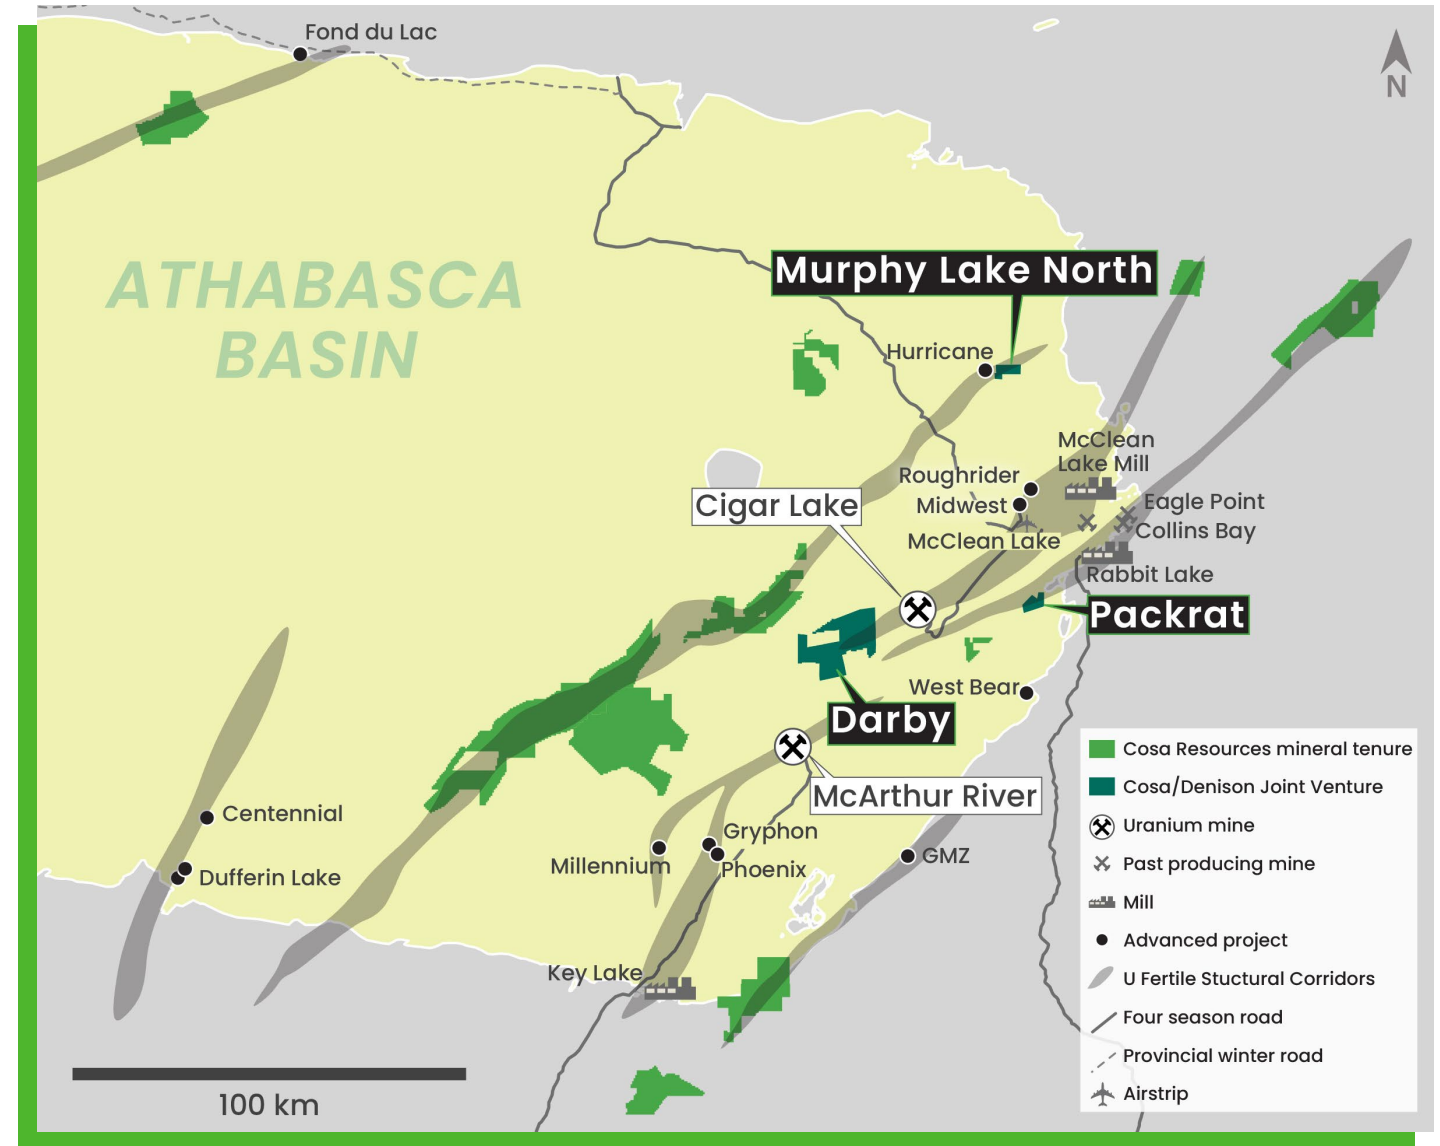 Fond du Lac
N
ATHABASCA
BASIN
Murphy Lake North
Hurricane
McClean
Lake Mill
Roughrider
Cigar Lake
Midwest
Eagle Point
Collins Bay
McClean Lake
Rabbit Lake
Packrat
West Bear
Darby
McArthur River
Centennial
Gryphon
Millennium
Phoenix
GMZ
Dufferin Lake
Key Lake
100 km
Cosa Resources mineral tenure
Cosa/Denison Joint Venture
Uranium mine
Past producing mine
Mill
Advanced project
U Fertile Stuctural Corridors
Four season road
Provincial winter road
Airstrip